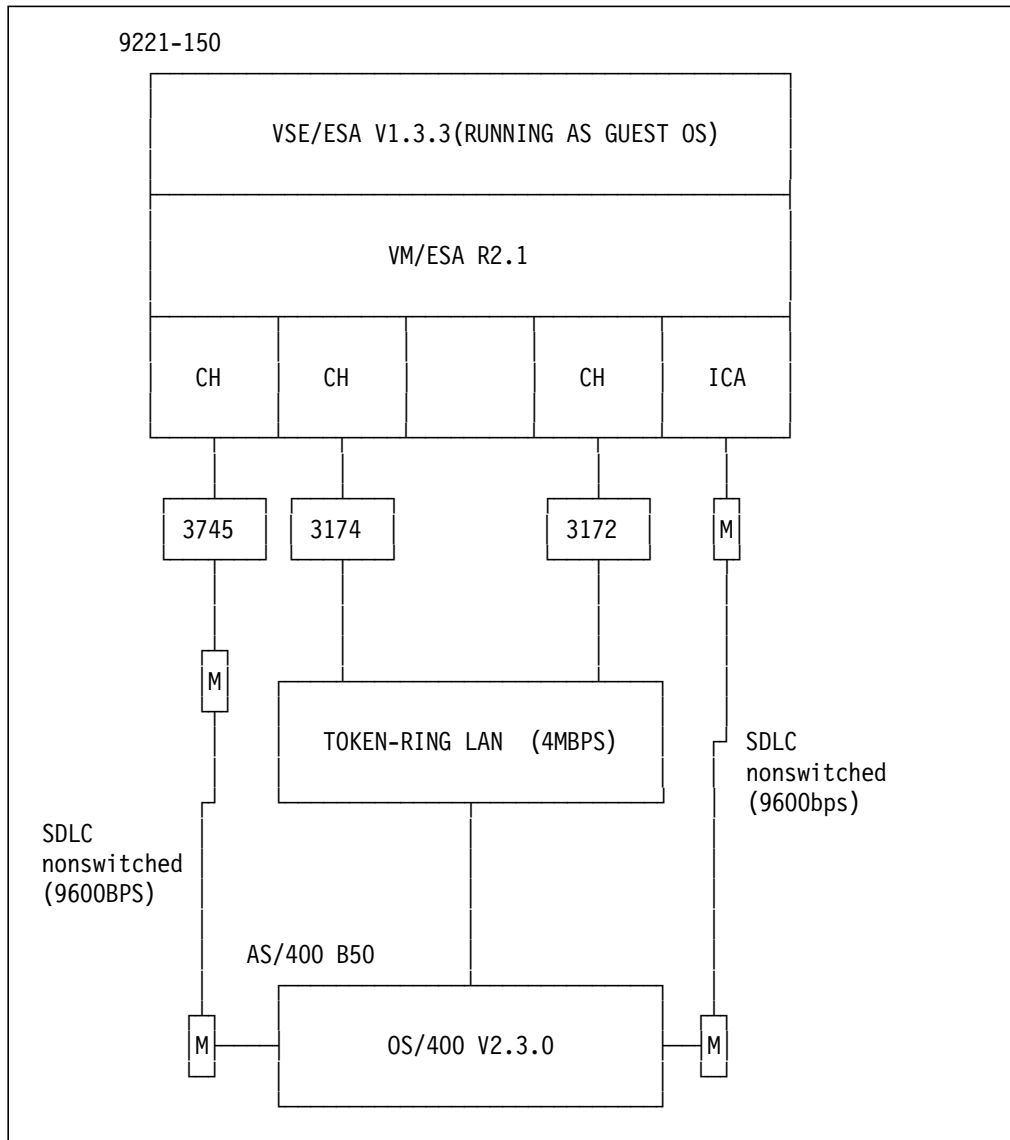 9221-150
VSE/ESA V1.3.3(RUNNING AS GUEST OS)
VM/ESA R2.1
CH CH CH ICA
3745 3174 3172 M
M
TOKEN-RING LAN (4MBPS)
SDLC
nonswitched
(9600bps)
SDLC
nonswitched
(9600BPS)
AS/400 B50
M OS/400 V2.3.0 M